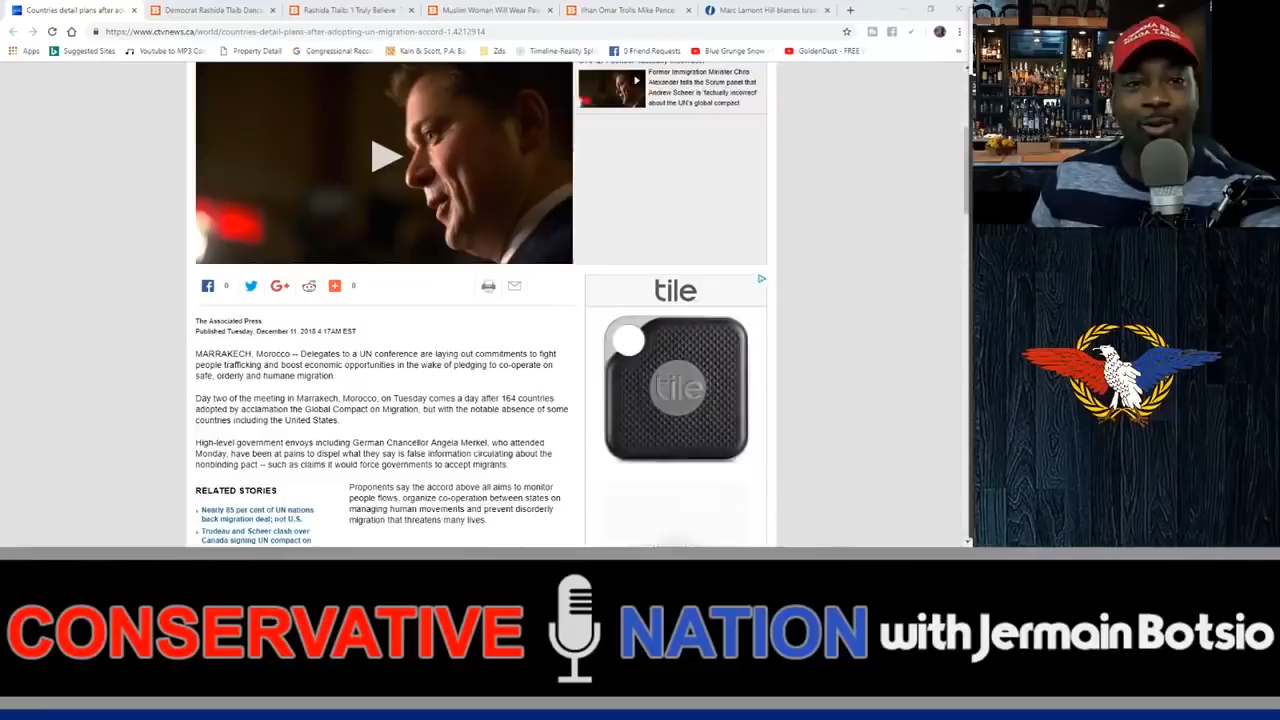 Countries detail plans after ad
Democrat Rashida Tlaib Dance
Rashida Tlaib: 'I Truly Believe
Muslim Woman Will Wear Pa
Ilhan Omar Trolls Mike Pence
Marc Lamont Hill blames Israe
https://www.ctvnews.ca/world/countries-detail-plans-after-adopting-un-migration-accord-1.4212914
Apps
Suggested Sites
Youtube to MP3 Co
Property Detail
Congressional Reco
Kain & Scott, P.A. B
Zds
Timeline-Reality Spli
0 Friend Requests
Blue Grunge Snow
GoldenDust - FREE V
Former Immigration Minister Chris
Alexander tells the Scrum panel that
Andrew Scheer is 'factually incorrect'
about the UN's global compact
0
0
tile
tile
The Associated Press
Published Tuesday, December 11, 2018 4:17AM EST
MARRAKECH, Morocco -- Delegates to a UN conference are laying out commitments to fight
people trafficking and boost economic opportunities in the wake of pledging to co-operate on
safe, orderly and humane migration.
Day two of the meeting in Marrakech, Morocco, on Tuesday comes a day after 164 countries
adopted by acclamation the Global Compact on Migration, but with the notable absence of some
countries including the United States.
High-level government envoys including German Chancellor Angela Merkel, who attended
Monday, have been at pains to dispel what they say is false information circulating about the
nonbinding pact -- such as claims it would force governments to accept migrants.
RELATED STORIES
Nearly 85 per cent of UN nations
back migration deal; not U.S.
Trudeau and Scheer clash over
Canada signing UN compact on
Proponents say the accord above all aims to monitor
people flows, organize co-operation between states on
managing human movements and prevent disorderly
migration that threatens many lives.
CONSERVATIVE NATION with Jermain Botsio